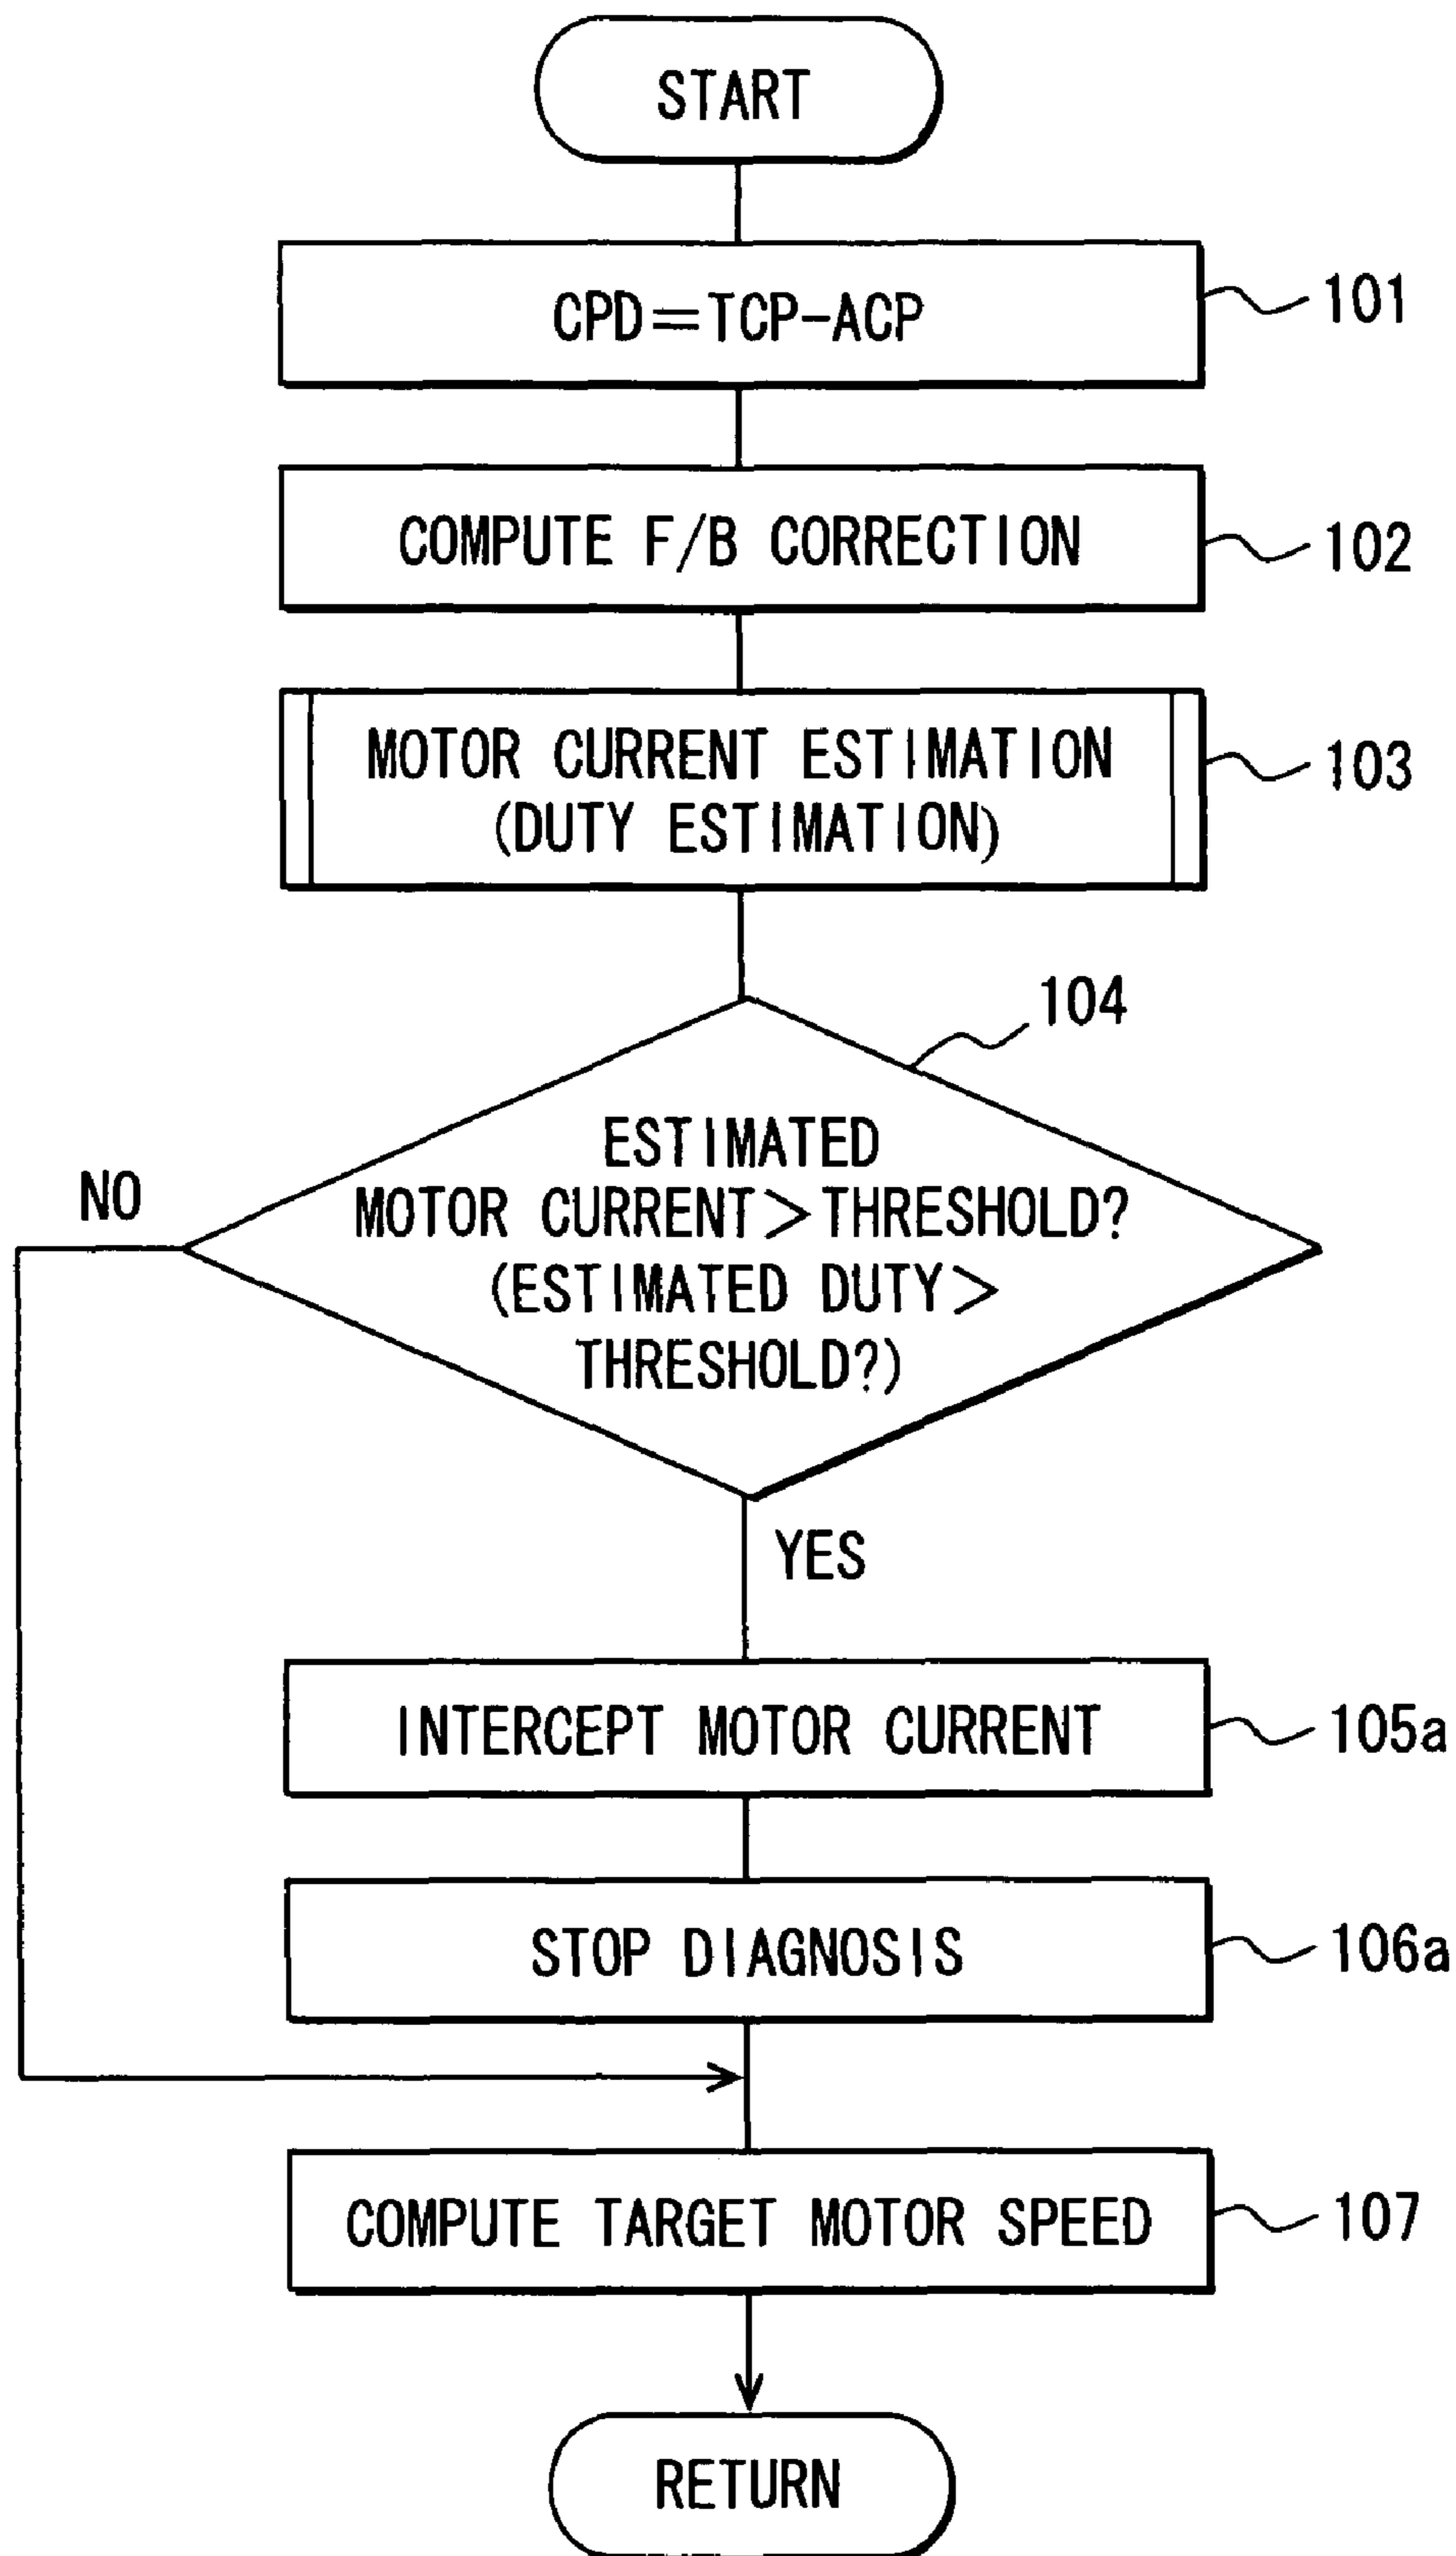 START
CPD=TCP-ACP
101
COMPUTE F/B CORRECTION
102
MOTOR CURRENT ESTIMATION
(DUTY ESTIMATION)
103
104
ESTIMATED
MOTOR CURRENT>THRESHOLD?
(ESTIMATED DUTY>
THRESHOLD?)
NO
YES
INTERCEPT MOTOR CURRENT
105a
STOP DIAGNOSIS
106a
COMPUTE TARGET MOTOR SPEED
107
RETURN